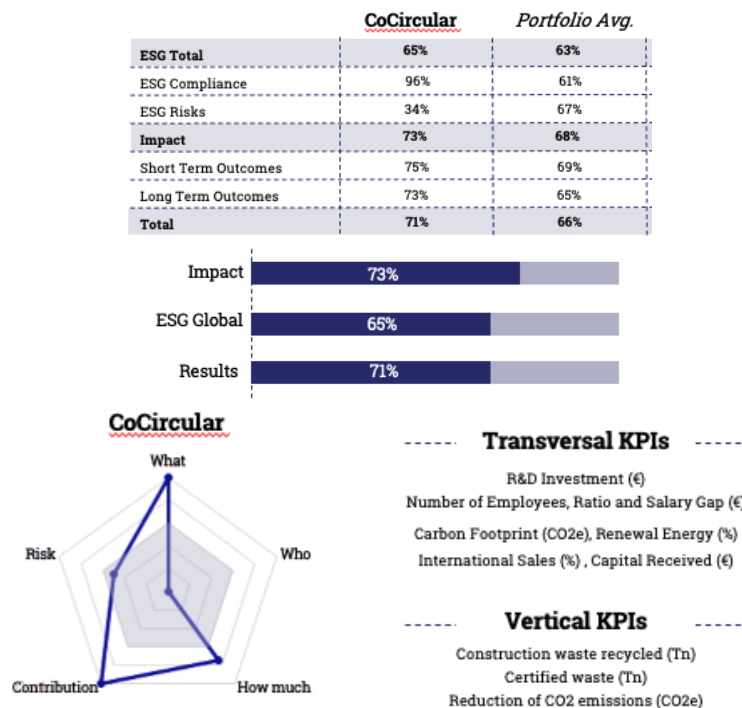 CoCircular Portfolio Avg.
ESG Total 65% 63%
ESG Compliance 96% 61%
ESG Risks 34% 67%
Impact 73% 68%
Short Term Outcomes 75% 69%
Long Term Outcomes 73% 65%
Total 71% 66%
Impact 73%
ESG Global 65%
Results 71%
CoCircular
What
Who
How much
Contribution
Risk
Transversal KPIs
R&D Investment (€)
Number of Employees, Ratio and Salary Gap (€)
Carbon Footprint (CO2e), Renewal Energy (%)
International Sales (%) , Capital Received (€)
Vertical KPIs
Construction waste recycled (Tn)
Certified waste (Tn)
Reduction of CO2 emissions (CO2e)